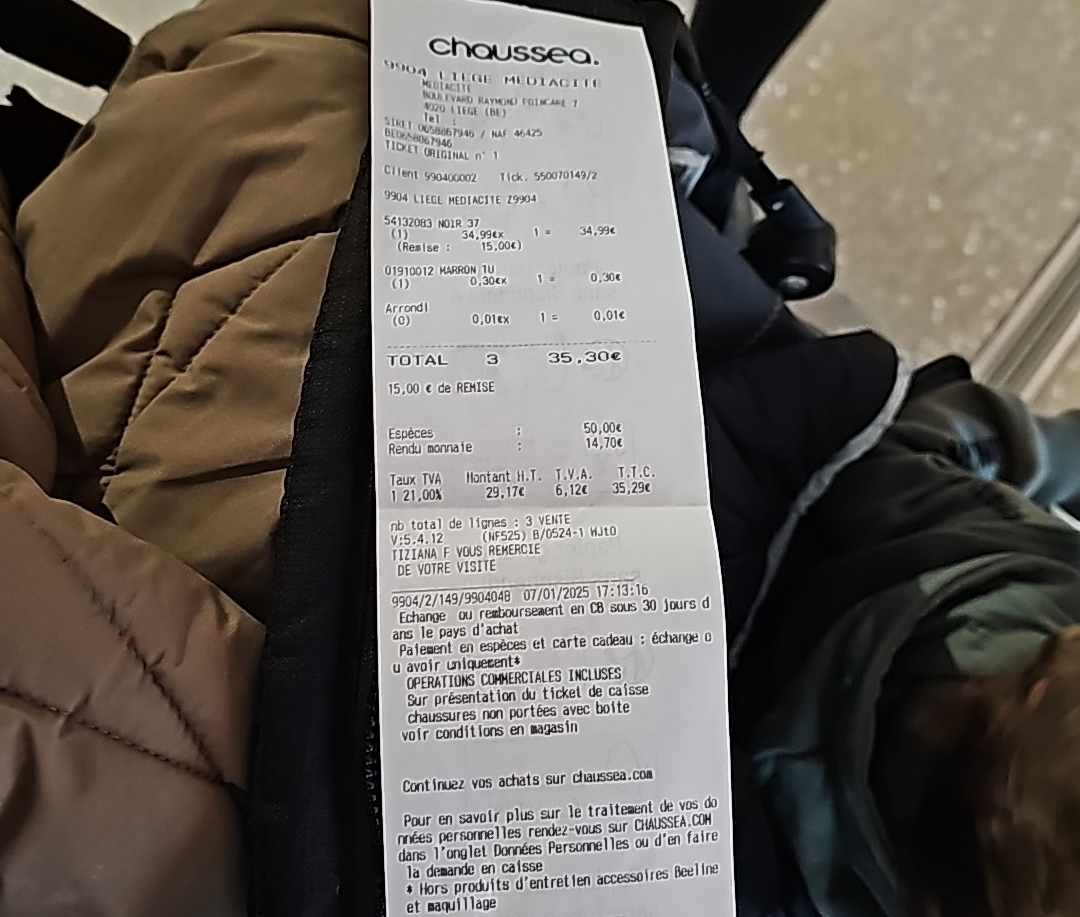 chaussea.
9904 LIEGE MEDIACITE
MEDIACITE
BOULEVARD RAYMOND POINCARE 7
4020 LIEGE (BE)
Tel :
SIRET 0658867946 / NAF 46425
BE0658867946
TICKET ORIGINAL n° 1
Client 990400002 Tick. 550070149/2
9904 LIEGE MEDIACITE Z9904
54132083 NOIR 37
(1) 34,99€x 1 = 34,99€
(Remise : 15,00€)
01910012 MARRON TU
(1) 0,30€x 1 = 0,30€
Arrondi
(0) 0,01€x 1 = 0,01€
TOTAL 3 35,30€
15,00 € de REMISE
Espèces : 50,00€
Rendu monnaie : 14,70€
Taux TVA Montant H.T. T.V.A. T.T.C.
1 21,00% 29,17€ 6,12€ 35,29€
nb total de lignes : 3 VENTE
V:5.4.12 (NF525) B/0524-1 WJtO
TIZIANA F VOUS REMERCIE
DE VOTRE VISITE
9904/2/149/9904048 07/01/2025 17:13:16
Echange ou remboursement en CB sous 30 jours d
ans le pays d'achat
Paiement en espèces et carte cadeau : échange o
u avoir uniquement*
OPERATIONS COMMERCIALES INCLUSES
Sur présentation du ticket de caisse
chaussures non portées avec boite
voir conditions en magasin
Continuez vos achats sur chaussea.com
Pour en savoir plus sur le traitement de vos do
nnées personnelles rendez-vous sur CHAUSSEA.COM
dans l'onglet Données Personnelles ou d'en faire
la demande en caisse
* Hors produits d'entretien accessoires Beeline
et maquillage